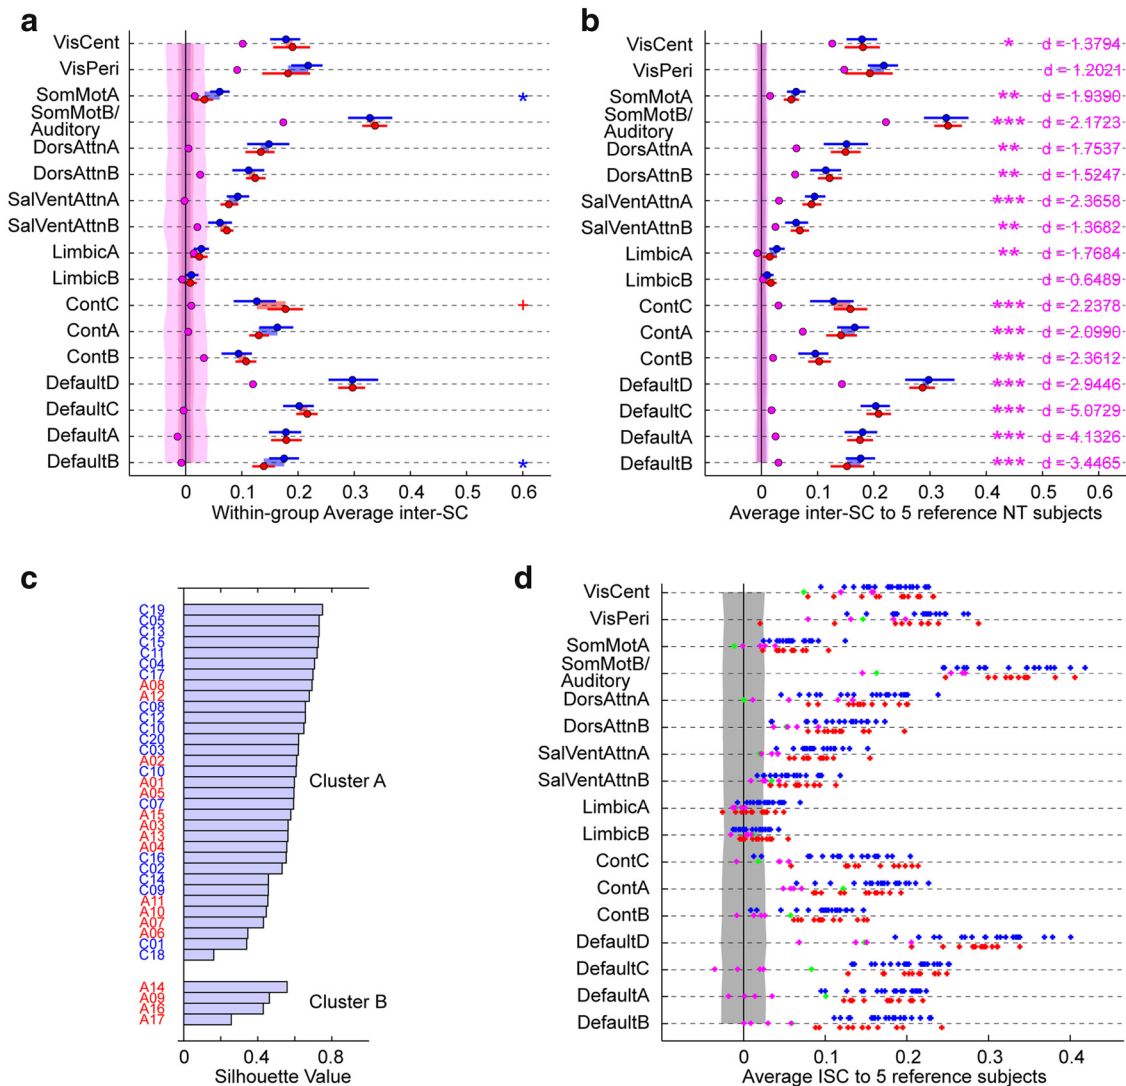 a
VisCent
VisPeri
SomMotA
SomMotB/
Auditory
DorsAttnA
DorsAttnB
SalVentAttnA
SalVentAttnB
LimbicA
LimbicB
ContC
ContA
ContB
DefaultD
DefaultC
DefaultA
DefaultB
*
+
*
0 0.1 0.2 0.3 0.4 0.5 0.6
Within-group Average inter-SC
b
VisCent * d = -1.3794
VisPeri d = -1.2021
SomMotA ** d = -1.9390
SomMotB/
Auditory *** d = -2.1723
DorsAttnA ** d = -1.7537
DorsAttnB ** d = -1.5247
SalVentAttnA *** d = -2.3658
SalVentAttnB ** d = -1.3682
LimbicA ** d = -1.7684
LimbicB d = -0.6489
ContC *** d = -2.2378
ContA *** d = -2.0990
ContB *** d = -2.3612
DefaultD *** d = -2.9446
DefaultC *** d = -5.0729
DefaultA *** d = -4.1326
DefaultB *** d = -3.4465
0 0.1 0.2 0.3 0.4 0.5 0.6
Average inter-SC to 5 reference NT subjects
c
C19
C05
C13
C15
C11
C04
C17
A08
A12
C08
C12
C10
C20
C03
A02
C10
A01
A05
C07
A15
A03
A13
A04
C16
C02
C14
C09
A11
A10
A07
A06
C01
C18
Cluster A
A14
A09
A16
A17
Cluster B
0 0.4 0.8
Silhouette Value
d
VisCent
VisPeri
SomMotA
SomMotB/
Auditory
DorsAttnA
DorsAttnB
SalVentAttnA
SalVentAttnB
LimbicA
LimbicB
ContC
ContA
ContB
DefaultD
DefaultC
DefaultA
DefaultB
0 0.1 0.2 0.3 0.4
Average ISC to 5 reference subjects